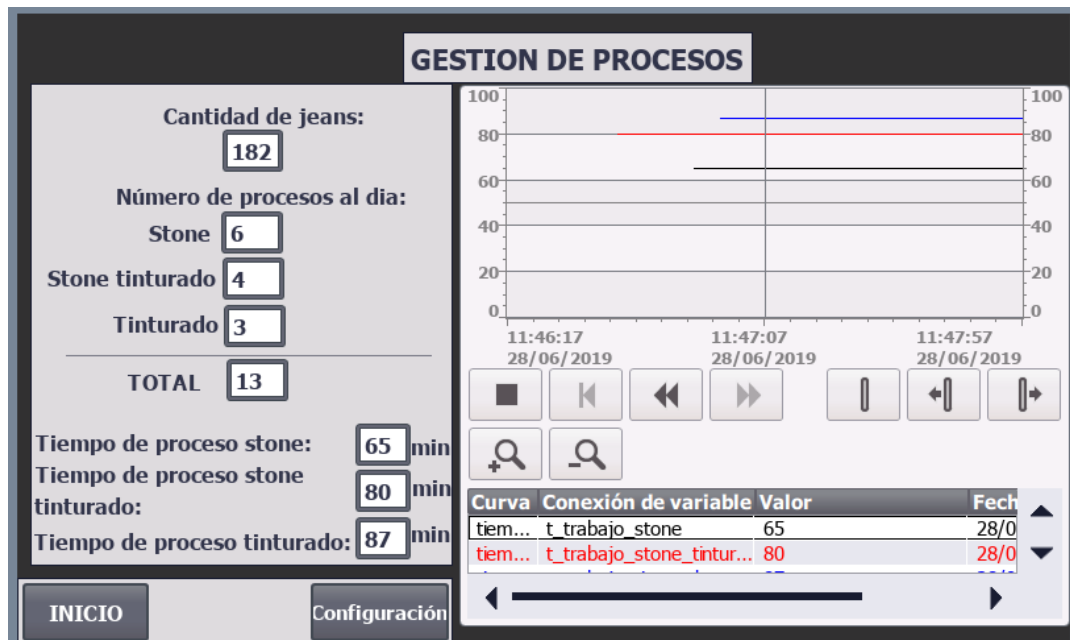 GESTION DE PROCESOS
Cantidad de jeans:
182
Número de procesos al dia:
Stone 6
Stone tinturado 4
Tinturado 3
TOTAL 13
Tiempo de proceso stone: 65 min
Tiempo de proceso stone
tinturado: 80 min
Tiempo de proceso tinturado: 87 min
INICIO
Configuración
100 100
80 80
60 60
40 40
20 20
0 0
11:46:17 11:47:07 11:47:57
28/06/2019 28/06/2019 28/06/2019
Curva Conexión de variable Valor Fech
tiem... t_trabajo_stone 65 28/0
tiem... t_trabajo_stone_tintur... 80 28/0